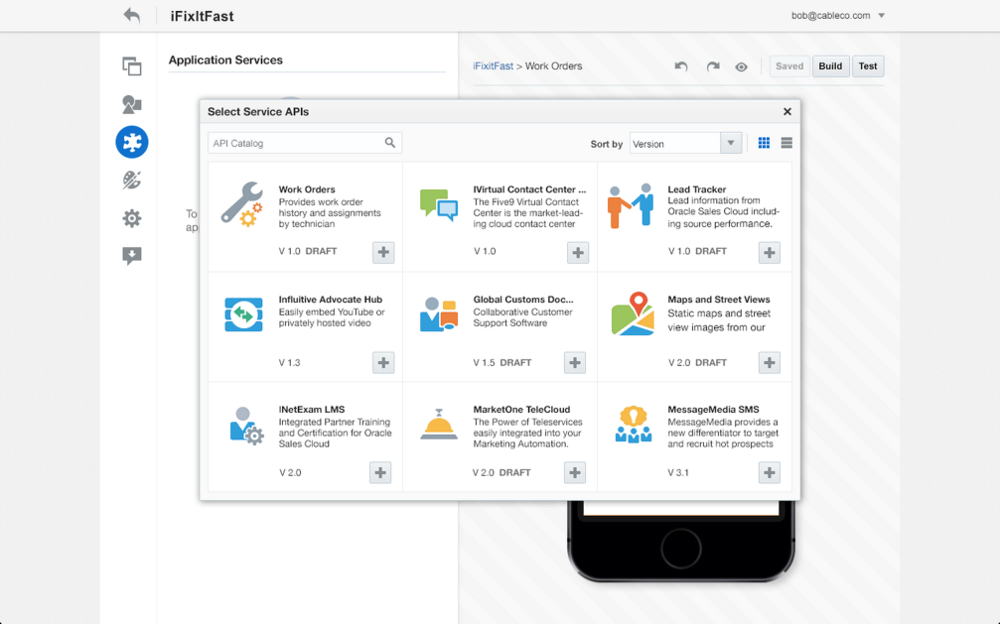 iFixItFast
bob@cableco.com
Application Services
iFixitFast > Work Orders
Saved
Build
Test
To
ap
Select Service APIs
API Catalog
Sort by
Version
Work Orders
Provides work order
history and assignments
by technician
V 1.0 DRAFT
IVirtual Contact Center ...
The Five9 Virtual Contact
Center is the market-lead-
ing cloud contact center
V 1.0
Lead Tracker
Lead information from
Oracle Sales Cloud includ-
ing source performance.
V 1.0 DRAFT
Influitive Advocate Hub
Easily embed YouTube or
privately hosted video
V 1.3
Global Customs Doc...
Collaborative Customer
Support Software
V 1.5 DRAFT
Maps and Street Views
Static maps and street
view images from our
V 2.0 DRAFT
INetExam LMS
Integrated Partner Training
and Certification for Oracle
Sales Cloud
V 2.0
MarketOne TeleCloud
The Power of Teleservices
easily integrated into your
Marketing Automation.
V 2.0 DRAFT
MessageMedia SMS
MessageMedia provides a
new differentiator to target
and recruit hot prospects
V 3.1